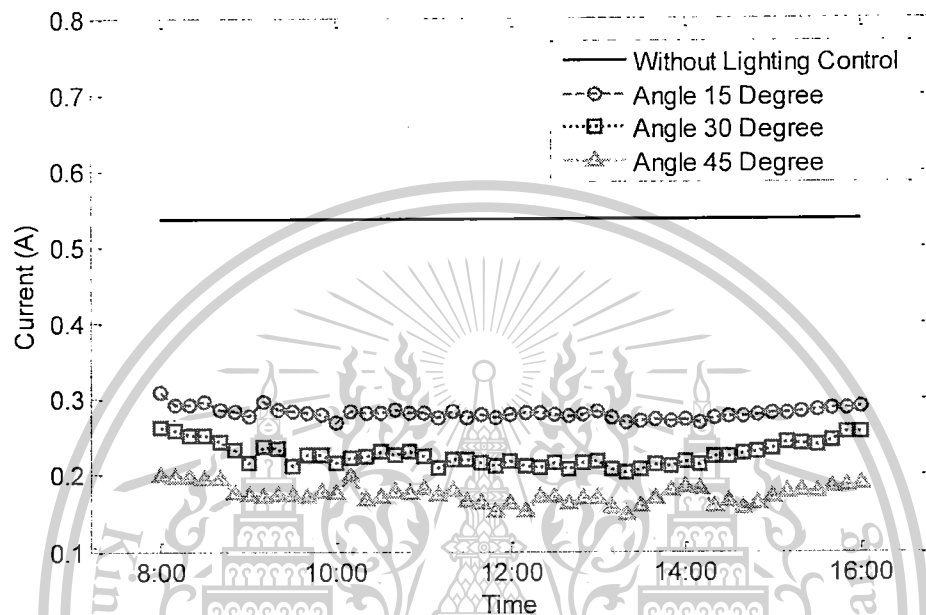 0.8
0.7
0.6
0.5
0.4
0.3
0.2
0.1
Current (A)
Without Lighting Control
Angle 15 Degree
Angle 30 Degree
Angle 45 Degree
8:00 10:00 12:00 14:00 16:00
Time
King
ang